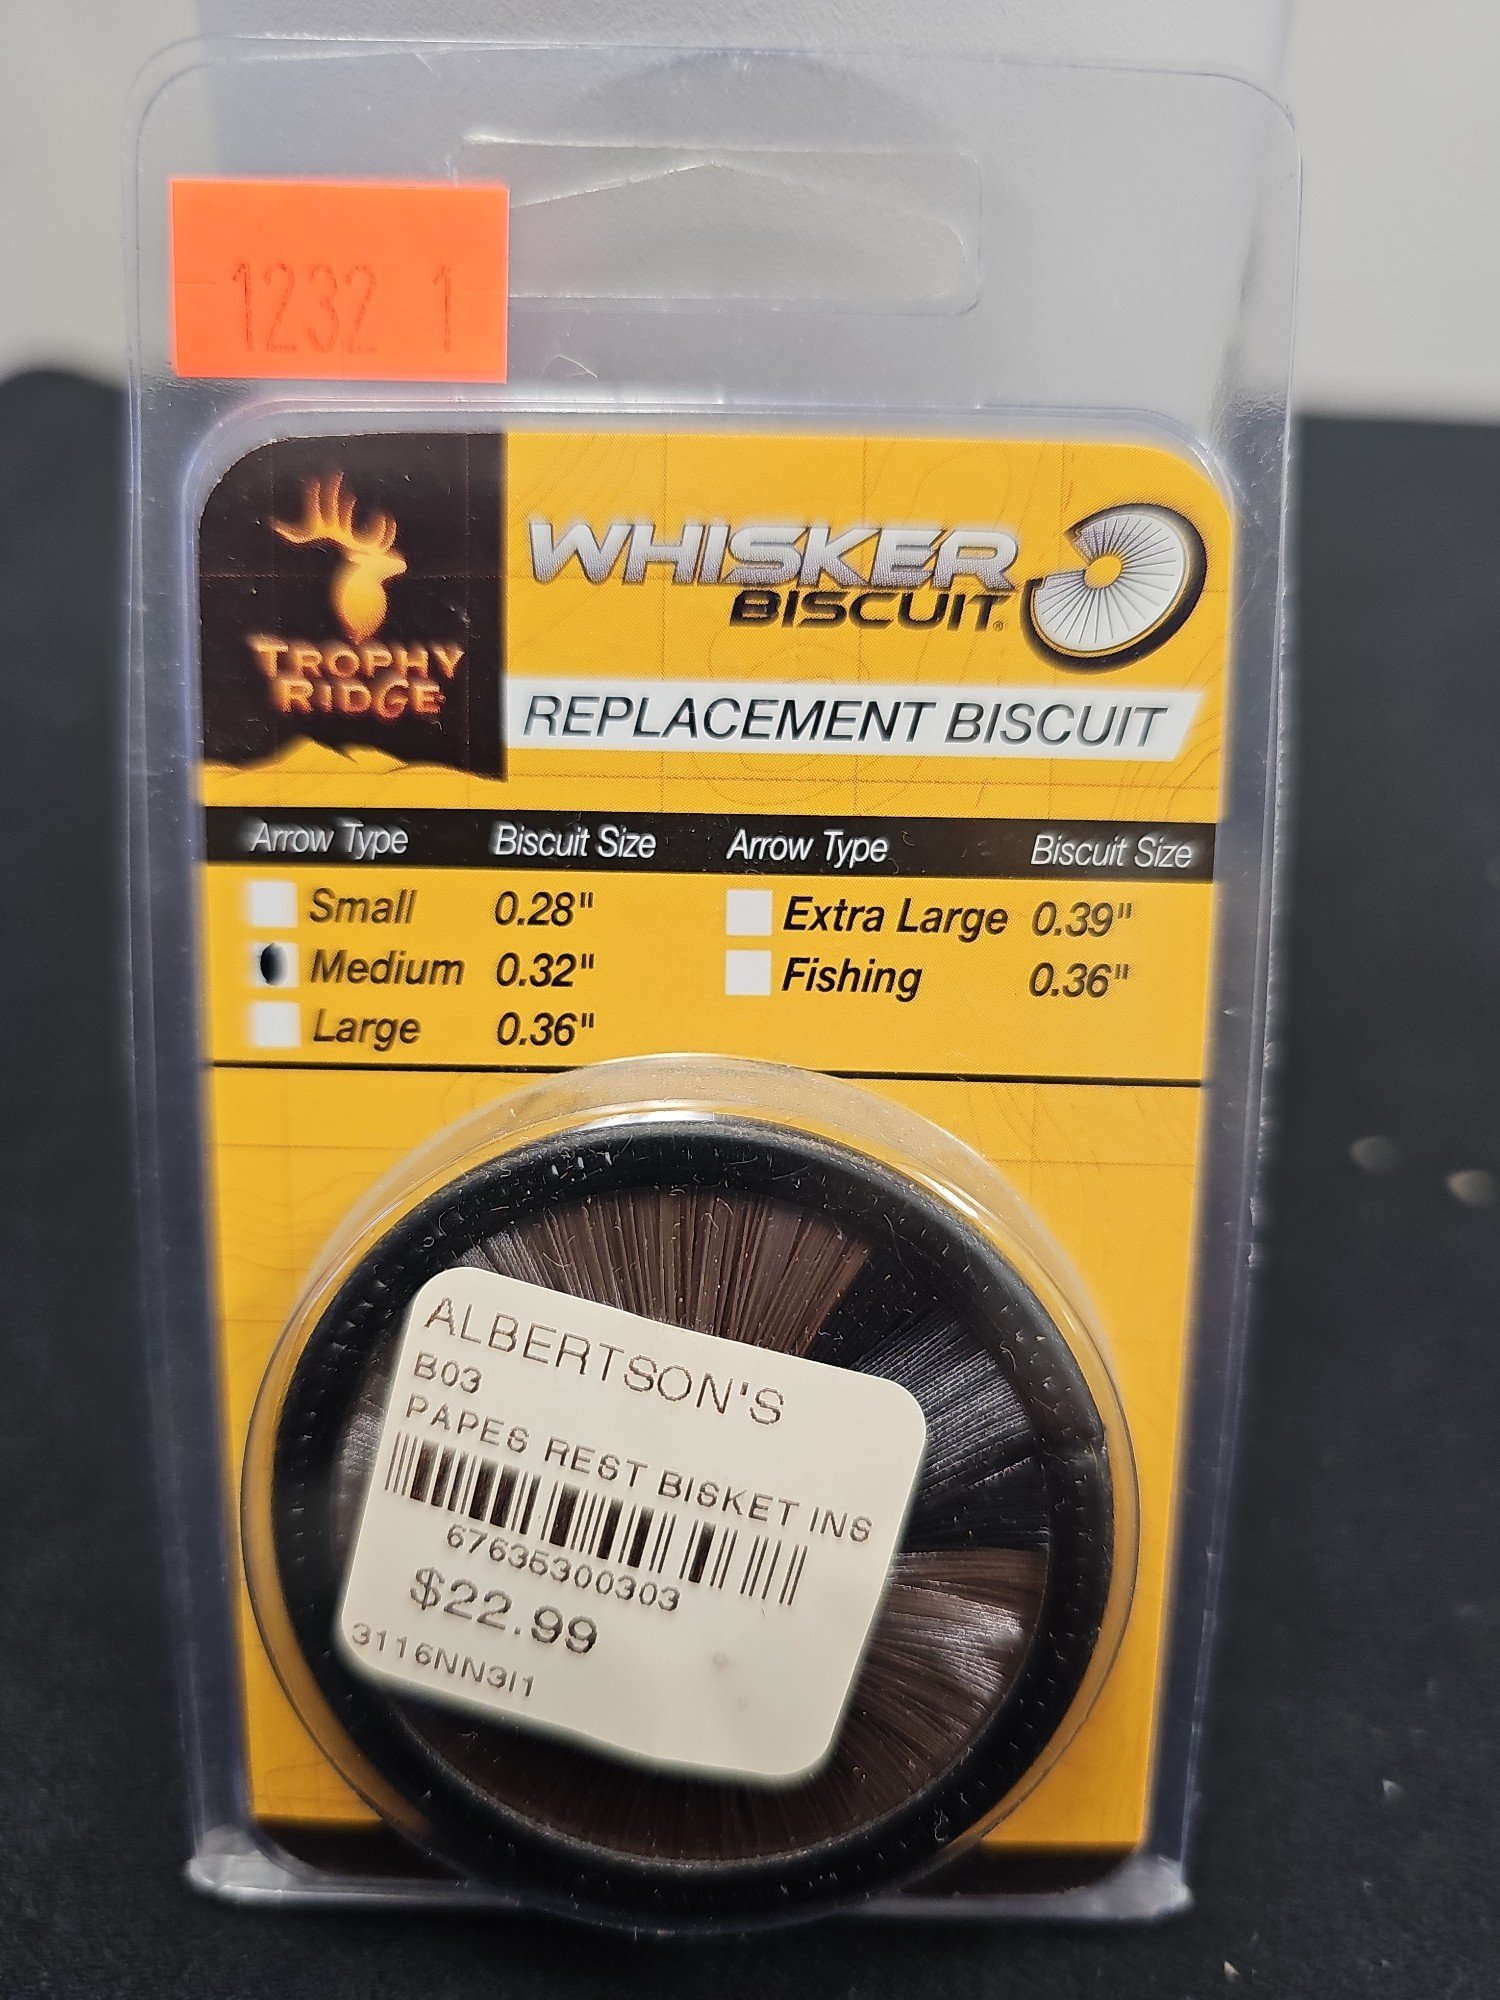 1232 1
TROPHY
RIDGE
WHISKER
BISCUIT®
REPLACEMENT BISCUIT
Arrow Type Biscuit Size Arrow Type Biscuit Size
Small 0.28" Extra Large 0.39"
Medium 0.32" Fishing 0.36"
Large 0.36"
ALBERTSON'S
B03
PAPES REST BISKET INS
67635300303
$22.99
3116NN3I1